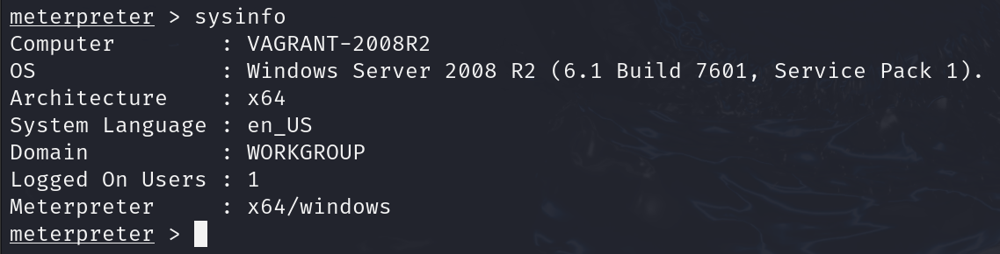 meterpreter > sysinfo
Computer        : VAGRANT-2008R2
OS              : Windows Server 2008 R2 (6.1 Build 7601, Service Pack 1).
Architecture    : x64
System Language : en_US
Domain          : WORKGROUP
Logged On Users : 1
Meterpreter     : x64/windows
meterpreter >